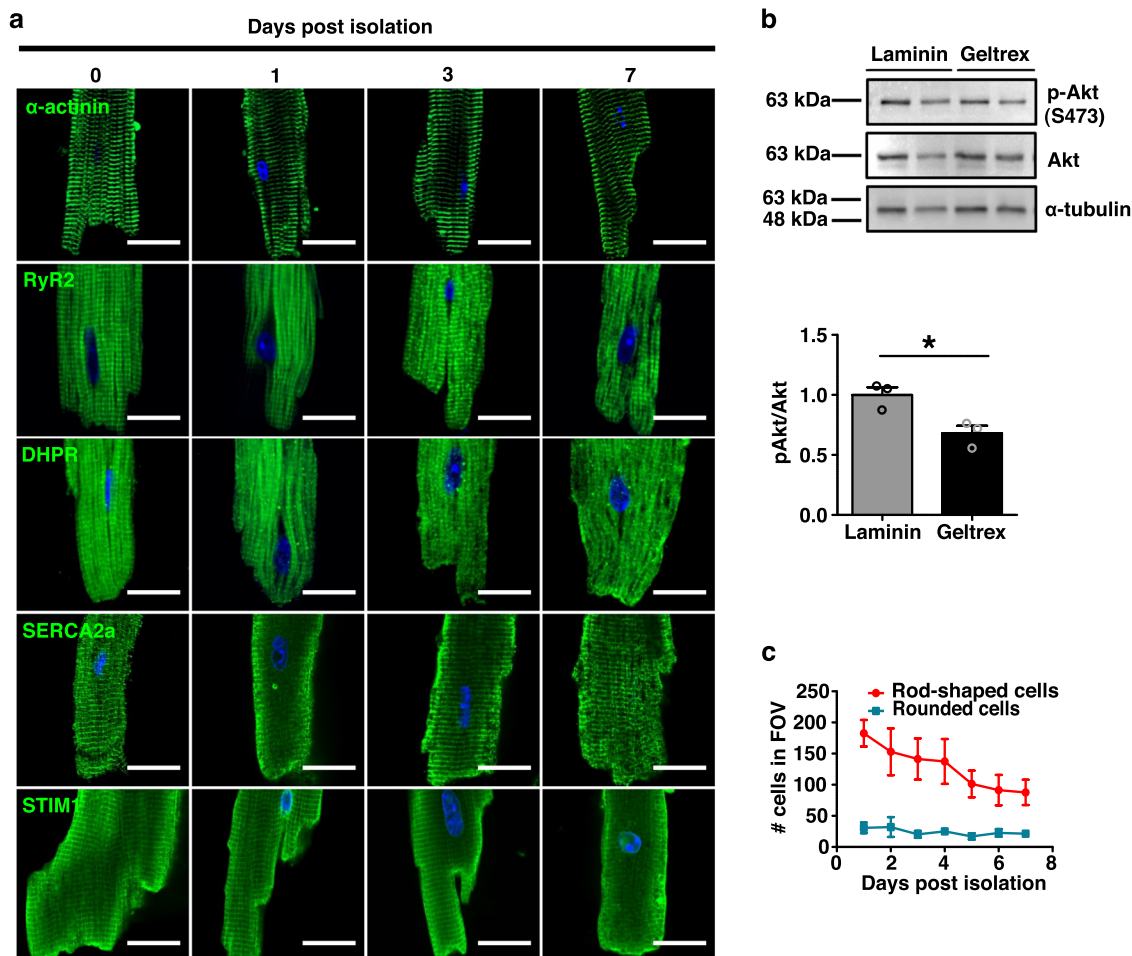 a
Days post isolation
0 1 3 7
α-actinin
RyR2
DHPR
SERCA2a
STIM1
b
Laminin Geltrex
63 kDa
p-Akt
(S473)
63 kDa
Akt
63 kDa
48 kDa
α-tubulin
1.5
1.0
0.5
0.0
pAkt/Akt
*
Laminin Geltrex
c
Rod-shaped cells
Rounded cells
250
200
150
100
50
0
# cells in FOV
0 2 4 6 8
Days post isolation